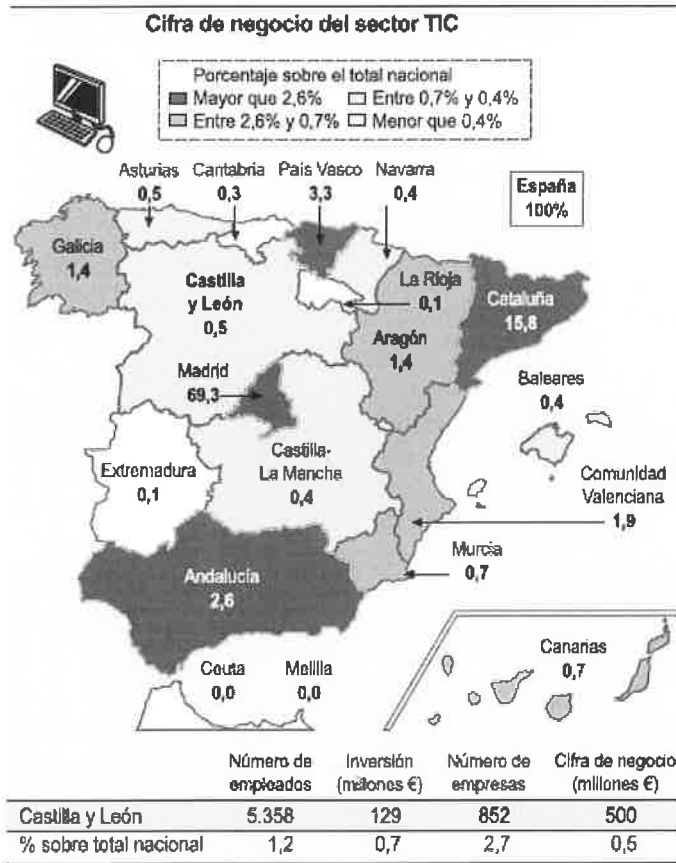 Cifra de negocio del sector TIC
Porcentaje sobre el total nacional
Mayor que 2,6%
Entre 0,7% y 0,4%
Entre 2,6% y 0,7%
Menor que 0,4%
Asturias
0,5
Cantabria
0,3
País Vasco
3,3
Navarra
0,4
España
100%
Galicia
1,4
Castilla
y León
0,5
La Rioja
0,1
Cataluña
15,8
Aragón
1,4
Madrid
69,3
Baleares
0,4
Extremadura
0,1
Castilla-
La Mancha
0,4
Comunidad
Valenciana
1,9
Murcia
0,7
Andalucía
2,6
Ceuta
0,0
Melilla
0,0
Canarias
0,7
Número de Inversión Número de Cifra de negocio
empleados (millones €) empresas (millones €)
Castilla y León 5.358 129 852 500
% sobre total nacional 1,2 0,7 2,7 0,5